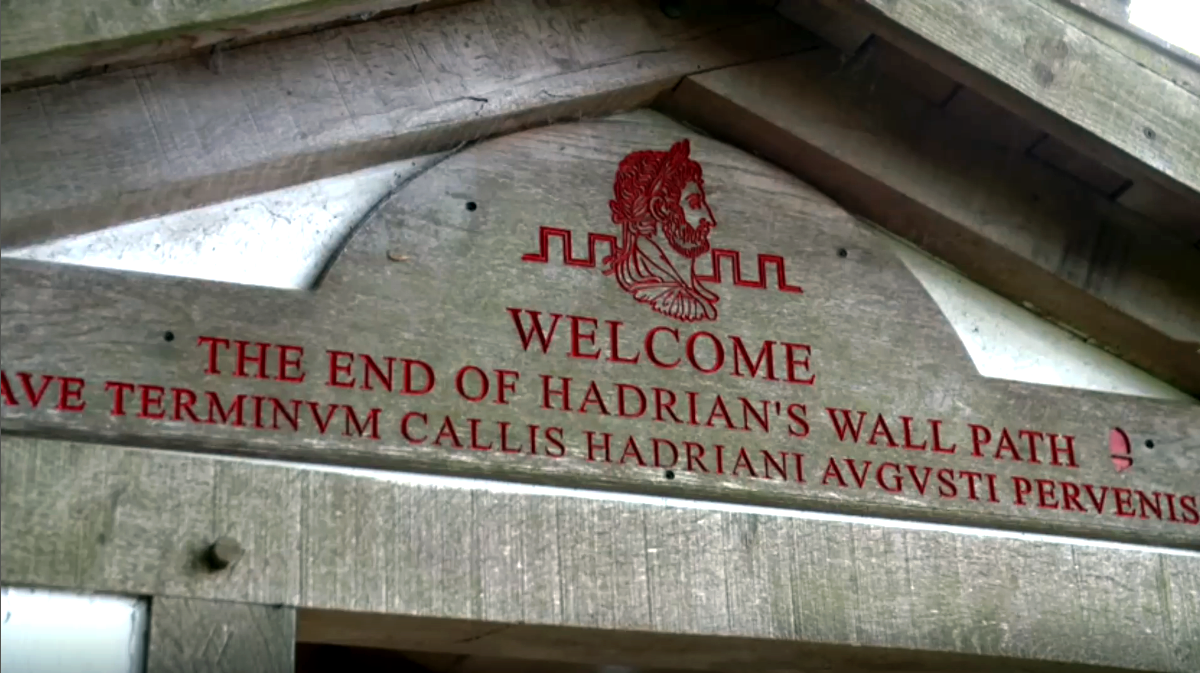 WELCOME
THE END OF HADRIAN'S WALL PATH
AVE TERMINVM CALLIS HADRIANI AVGVSTI PERVENIS